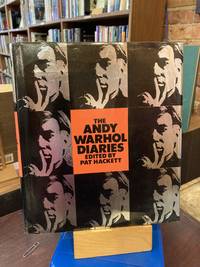 THE
ANDY
WARHOL
DIARIES
EDITED BY
PAT HACKETT